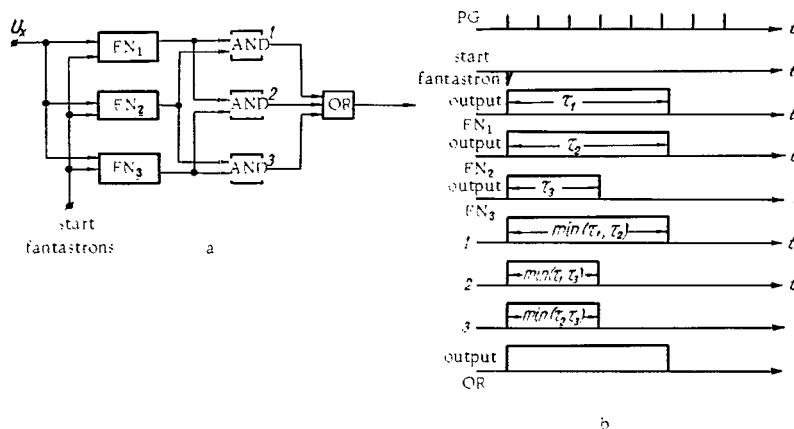 U_x
FN₁
FN₂
FN₃
AND
1
AND
2
AND
3
OR
start
fantastrons
a
PG
t
start
fantastron
t
output
FN₁
τ₁
t
output
FN₂
τ₂
t
output
FN₃
τ₃
1
min(τ₁, τ₂)
t
2
min(τ₁ τ₃)
t
3
min(τ₂ τ₃)
output
OR
b